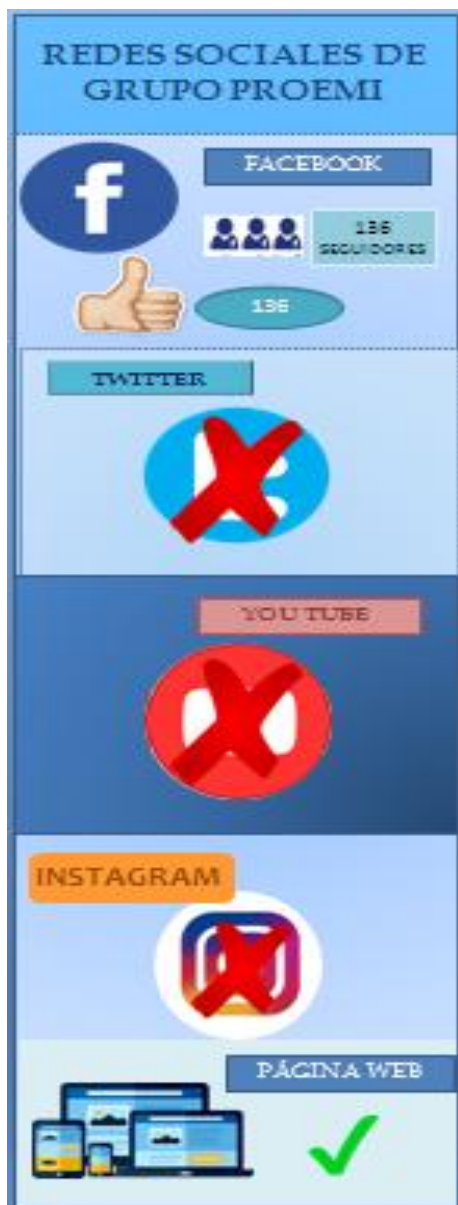 REDES SOCIALES DE
GRUPO PROEMI
FACEBOOK
136
SEGUIDORES
136
TWITTER
YOU TUBE
INSTAGRAM
PÁGINA WEB